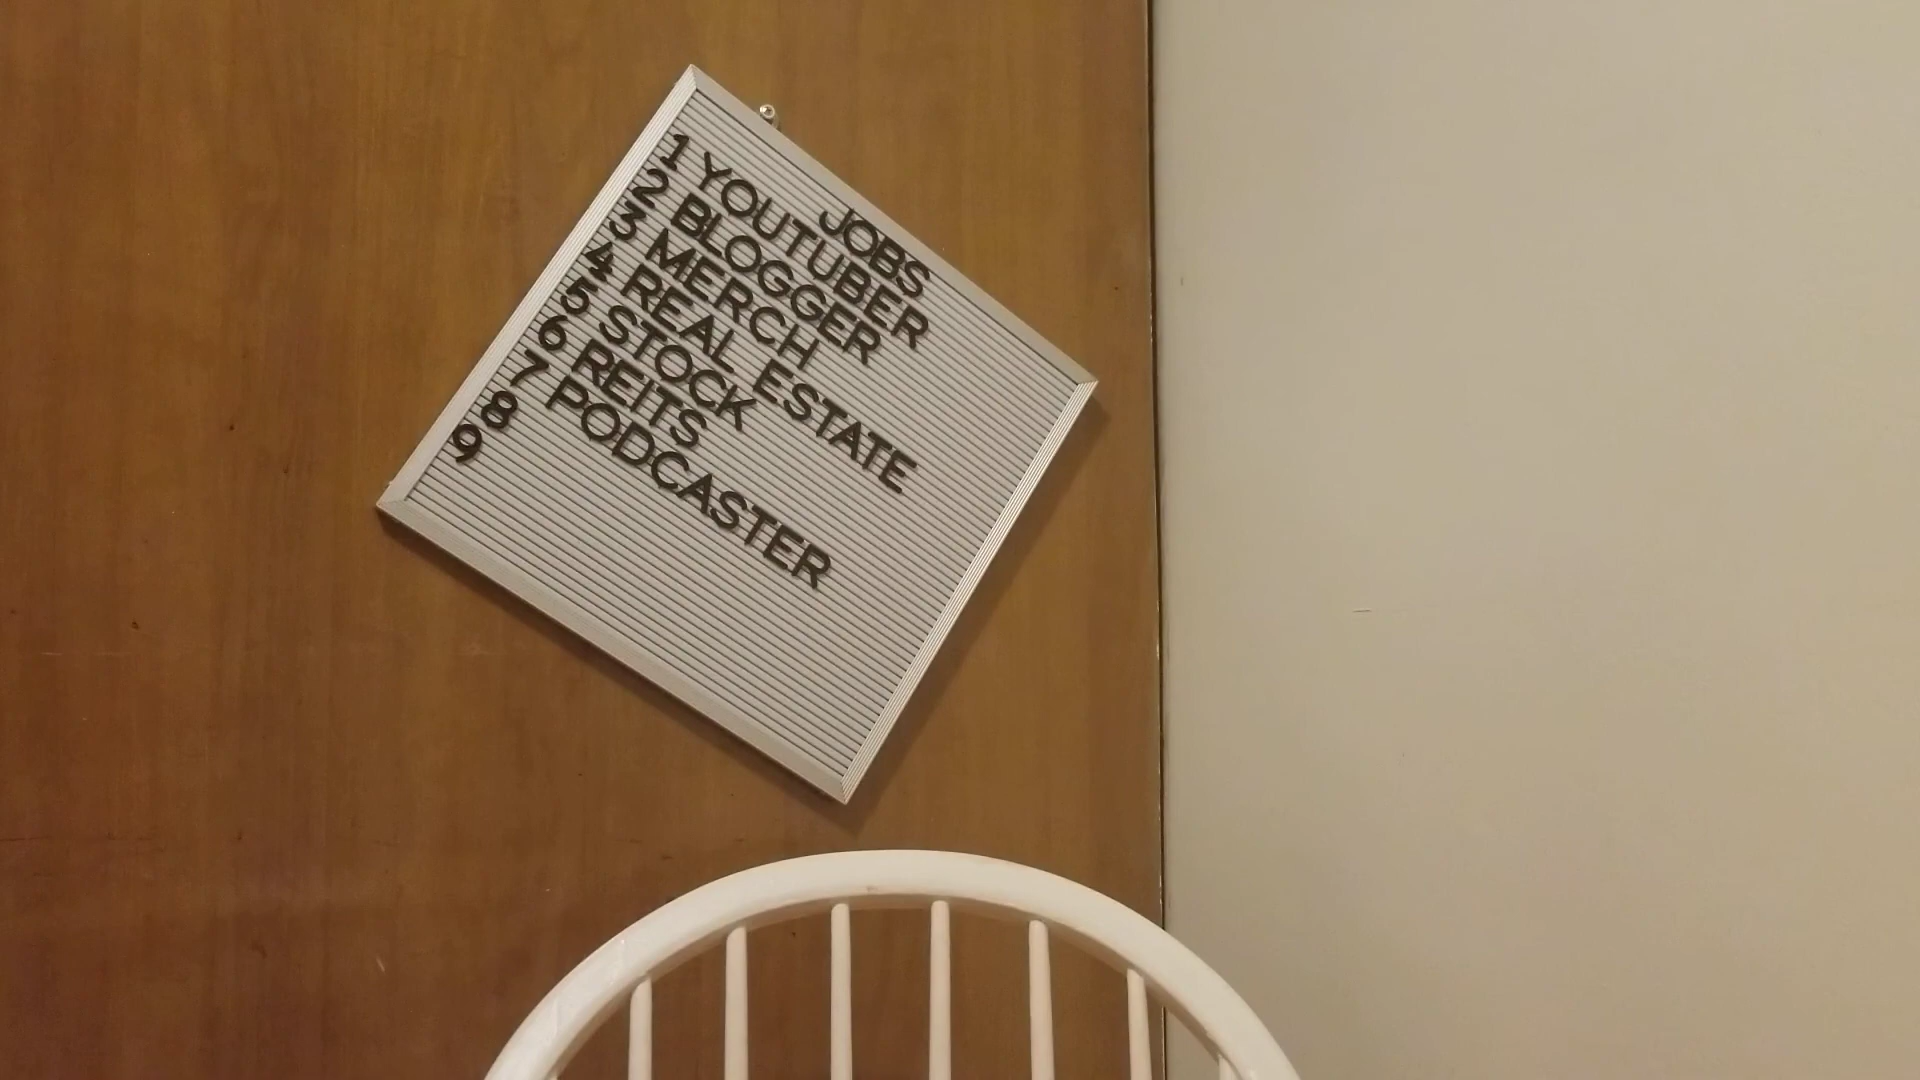 JOBS
1 YOUTUBER
2 BLOGGER
3 MERCH
4 REAL ESTATE
5 STOCK
6 REITS
7 PODCASTER
8
9